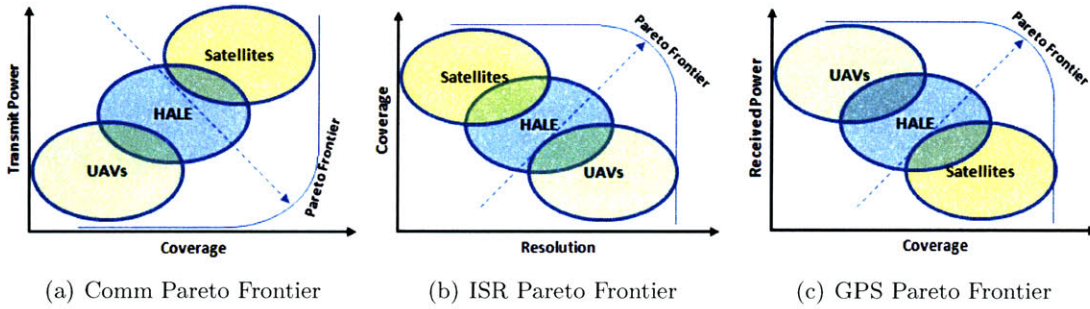 Transmit Power
Satellites
HALE
UAVs
Pareto Frontier
Coverage
(a) Comm Pareto Frontier
Coverage
Satellites
HALE
UAVs
Pareto Frontier
Resolution
(b) ISR Pareto Frontier
Received Power
UAVs
HALE
Satellites
Pareto Frontier
Coverage
(c) GPS Pareto Frontier